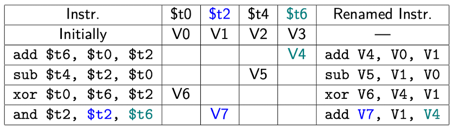 Instr. $t0 $t2 $t4 $t6 Renamed Instr.
Initially V0 V1 V2 V3 —
add $t6, $t0, $t2 V4 add V4, V0, V1
sub $t4, $t2, $t0 V5 sub V5, V1, V0
xor $t0, $t6, $t2 V6 xor V6, V4, V1
and $t2, $t2, $t6 V7 add V7, V1, V4